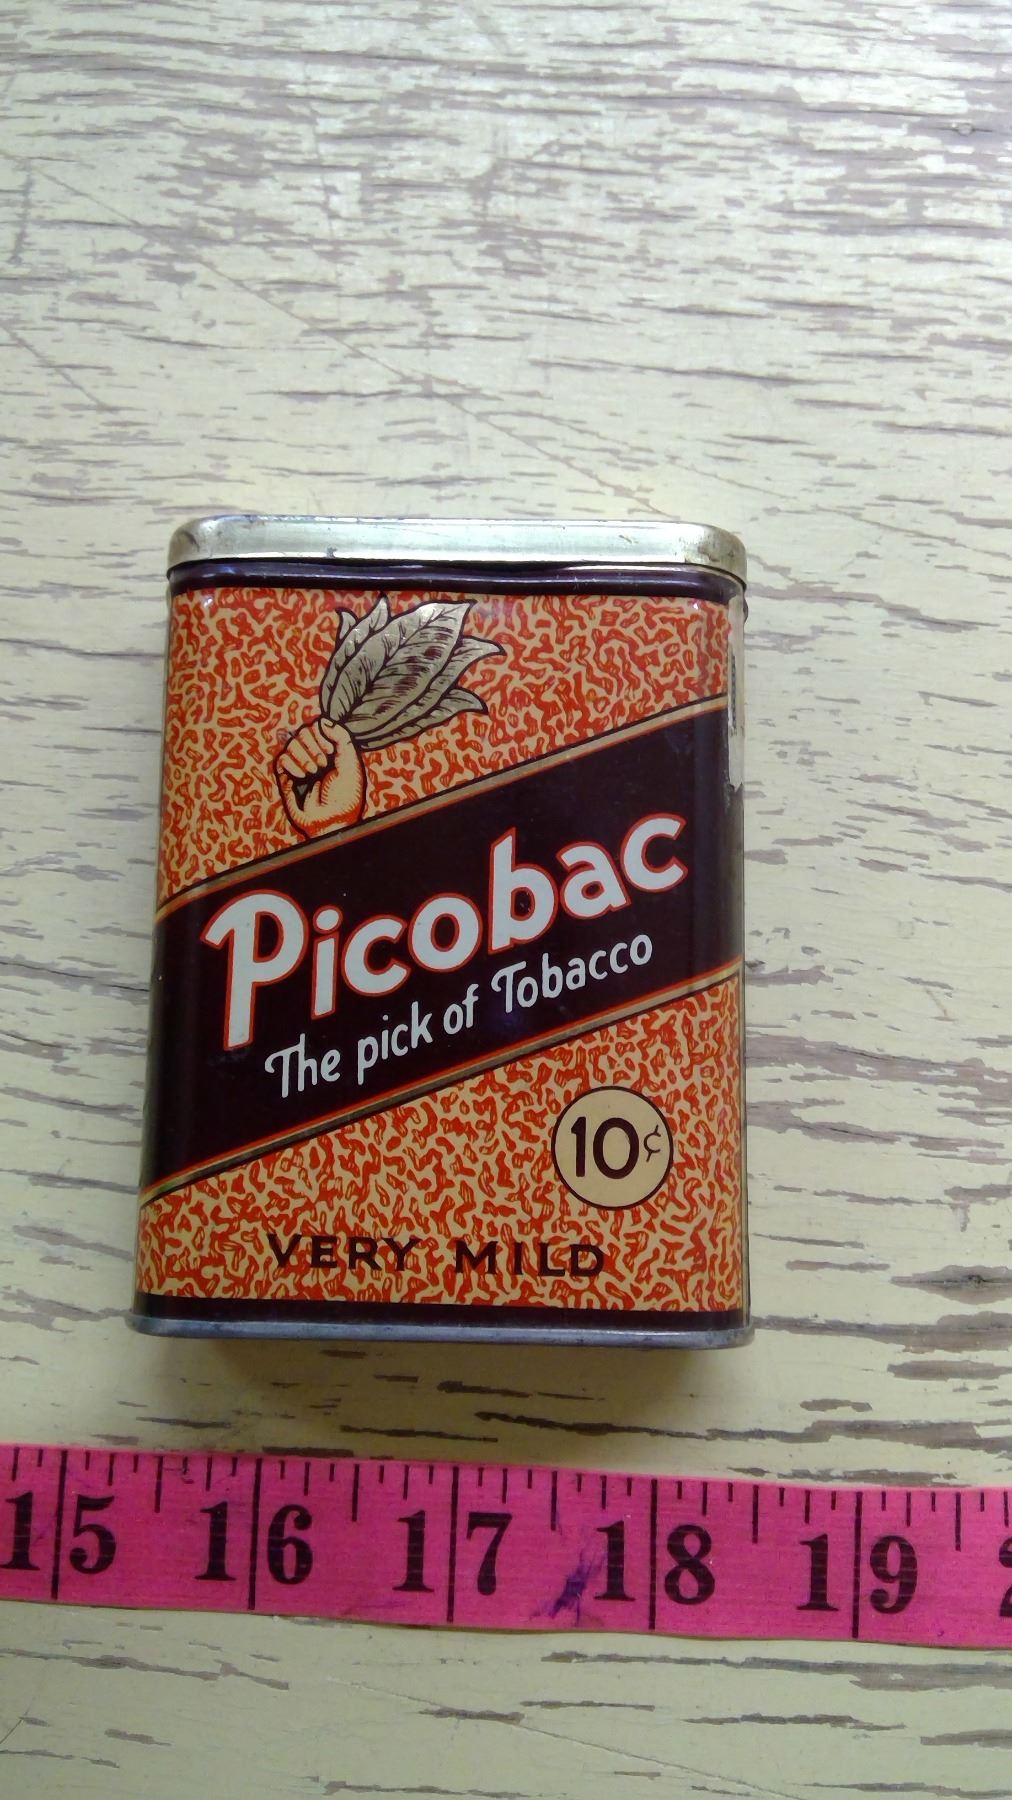 Picobac
The pick of Tobacco
10¢
VERY MILD
15 16 17 18 19